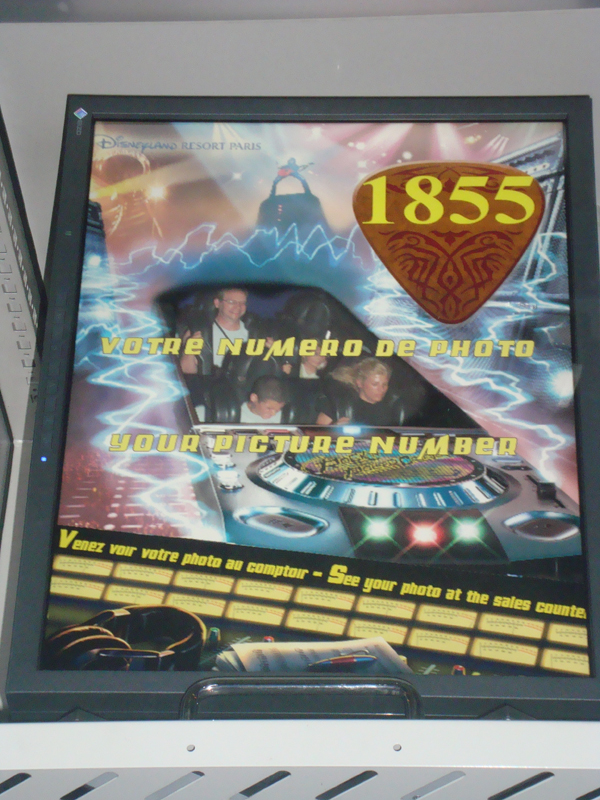 Disneyland RESORT PARIS
1855
VOTRE NUMERO DE PHOTO
YOUR PICTURE NUMBER
Venez voir votre photo au comptoir - See your photo at the sales counter